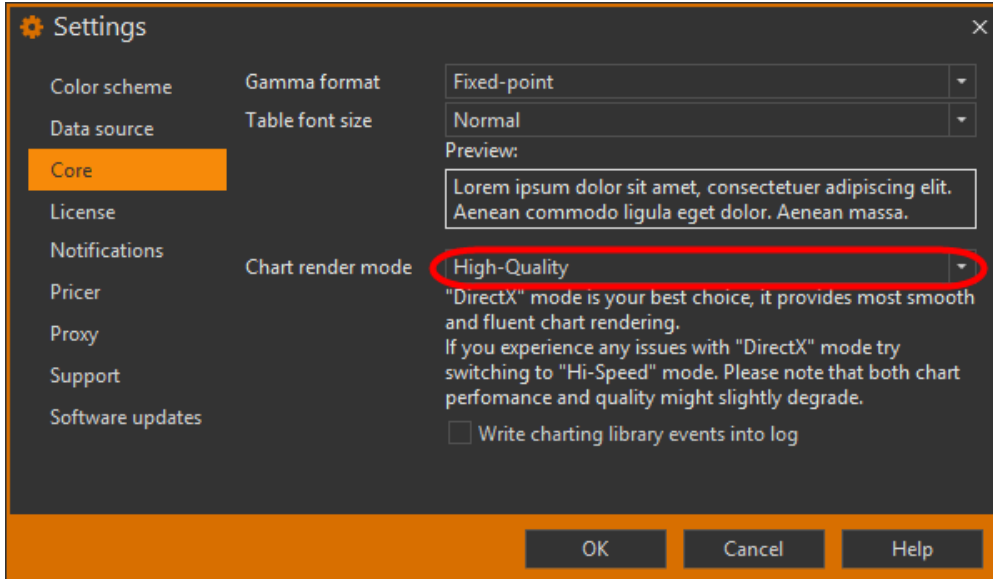 Settings
Color scheme
Data source
Core
License
Notifications
Pricer
Proxy
Support
Software updates
Gamma format
Fixed-point
Table font size
Normal
Preview:
Lorem ipsum dolor sit amet, consectetuer adipiscing elit.
Aenean commodo ligula eget dolor. Aenean massa.
Chart render mode
High-Quality
"DirectX" mode is your best choice, it provides most smooth
and fluent chart rendering.
If you experience any issues with "DirectX" mode try
switching to "Hi-Speed" mode. Please note that both chart
perfomance and quality might slightly degrade.
Write charting library events into log
OK
Cancel
Help